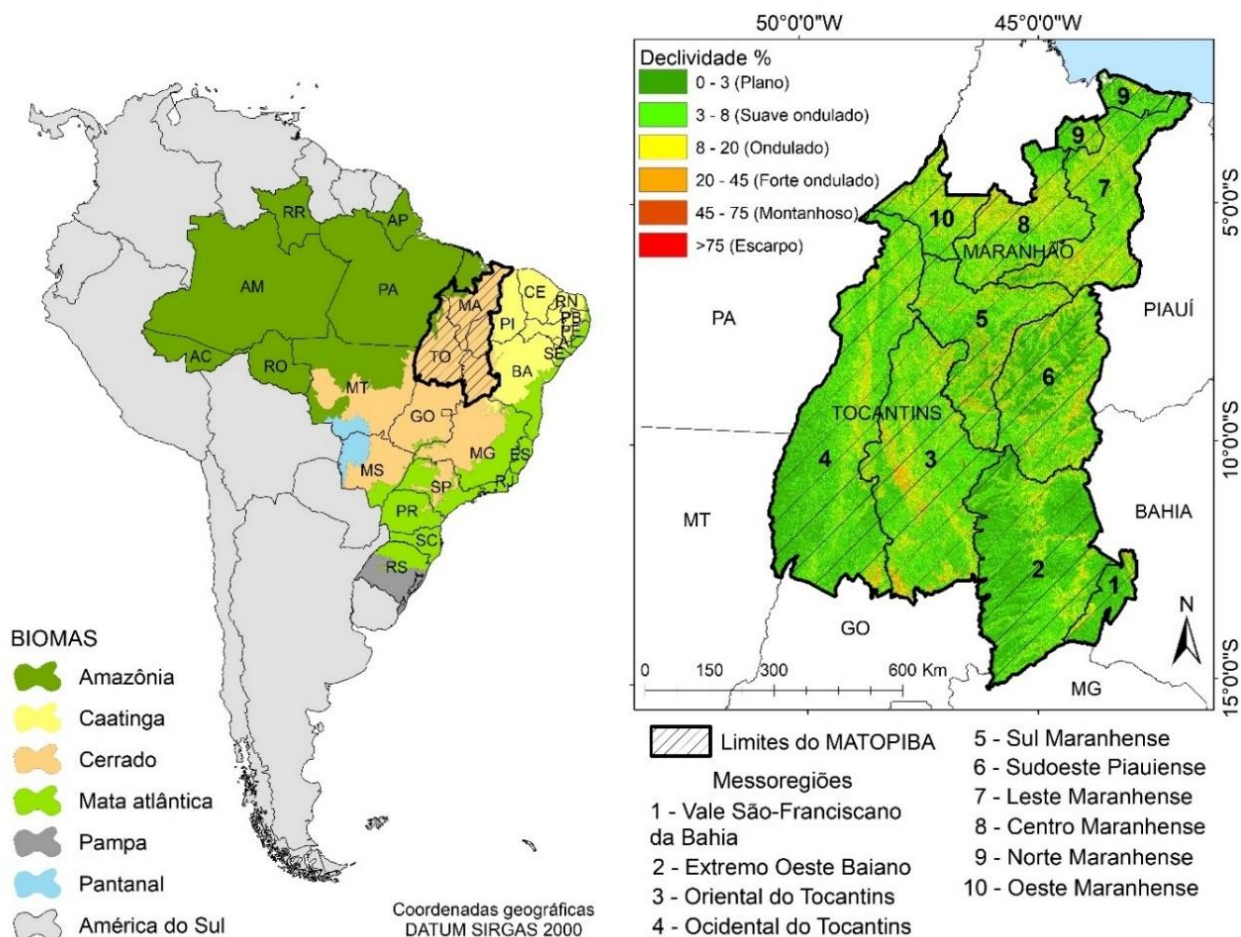 RR
AP
AM
PA
MA
CE
RN
PB
PE
AL
SE
PI
TO
BA
AC
RO
MT
GO
MG
ES
MS
SP
RJ
PR
SC
RS
BIOMAS
Amazônia
Caatinga
Cerrado
Mata atlântica
Pampa
Pantanal
América do Sul
Coordenadas geográficas
DATUM SIRGAS 2000
50°0'0"W
45°0'0"W
Declividade %
0 - 3 (Plano)
3 - 8 (Suave ondulado)
8 - 20 (Ondulado)
20 - 45 (Forte ondulado)
45 - 75 (Montanhoso)
>75 (Escarpo)
9
9
7
10
8
MARANHÃO
5°0'0"S
PA
PIAUÍ
5
6
TOCANTINS
4
3
10°0'0"S
MT
BAHIA
2
1
GO
N
0 150 300 600 Km
MG
15°0'0"S
Limites do MATOPIBA
Messoregiões
1 - Vale São-Franciscano
da Bahia
2 - Extremo Oeste Baiano
3 - Oriental do Tocantins
4 - Ocidental do Tocantins
5 - Sul Maranhense
6 - Sudoeste Piauiense
7 - Leste Maranhense
8 - Centro Maranhense
9 - Norte Maranhense
10 - Oeste Maranhense